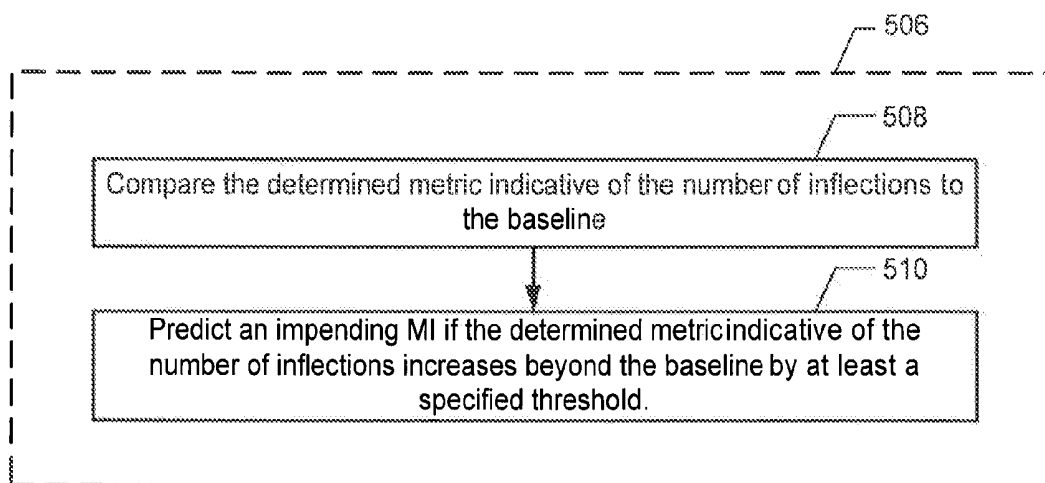 506
508
Compare the determined metric indicative of the number of inflections to
the baseline
510
Predict an impending MI if the determined metricindicative of the
number of inflections increases beyond the baseline by at least a
specified threshold.